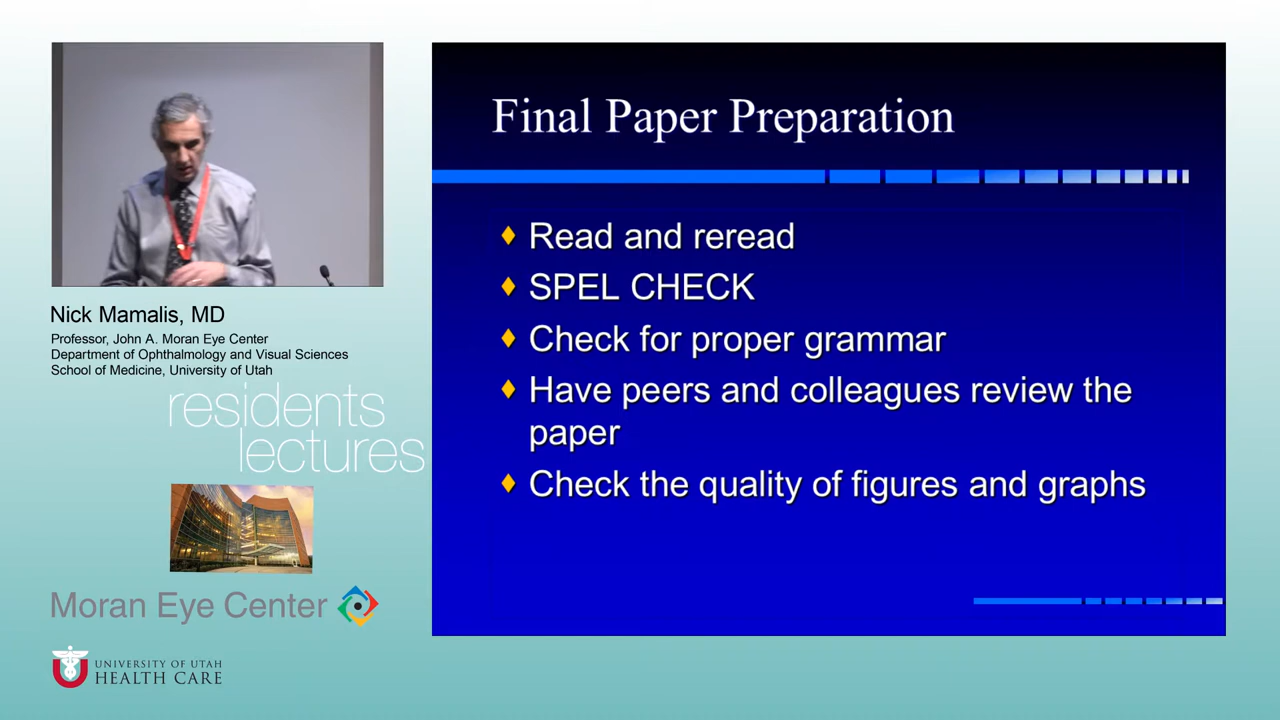 Nick Mamalis, MD
Professor, John A. Moran Eye Center
Department of Ophthalmology and Visual Sciences
School of Medicine, University of Utah
residents
lectures
Moran Eye Center
UNIVERSITY OF UTAH
HEALTH CARE
Final Paper Preparation
Read and reread
SPEL CHECK
Check for proper grammar
Have peers and colleagues review the
paper
Check the quality of figures and graphs